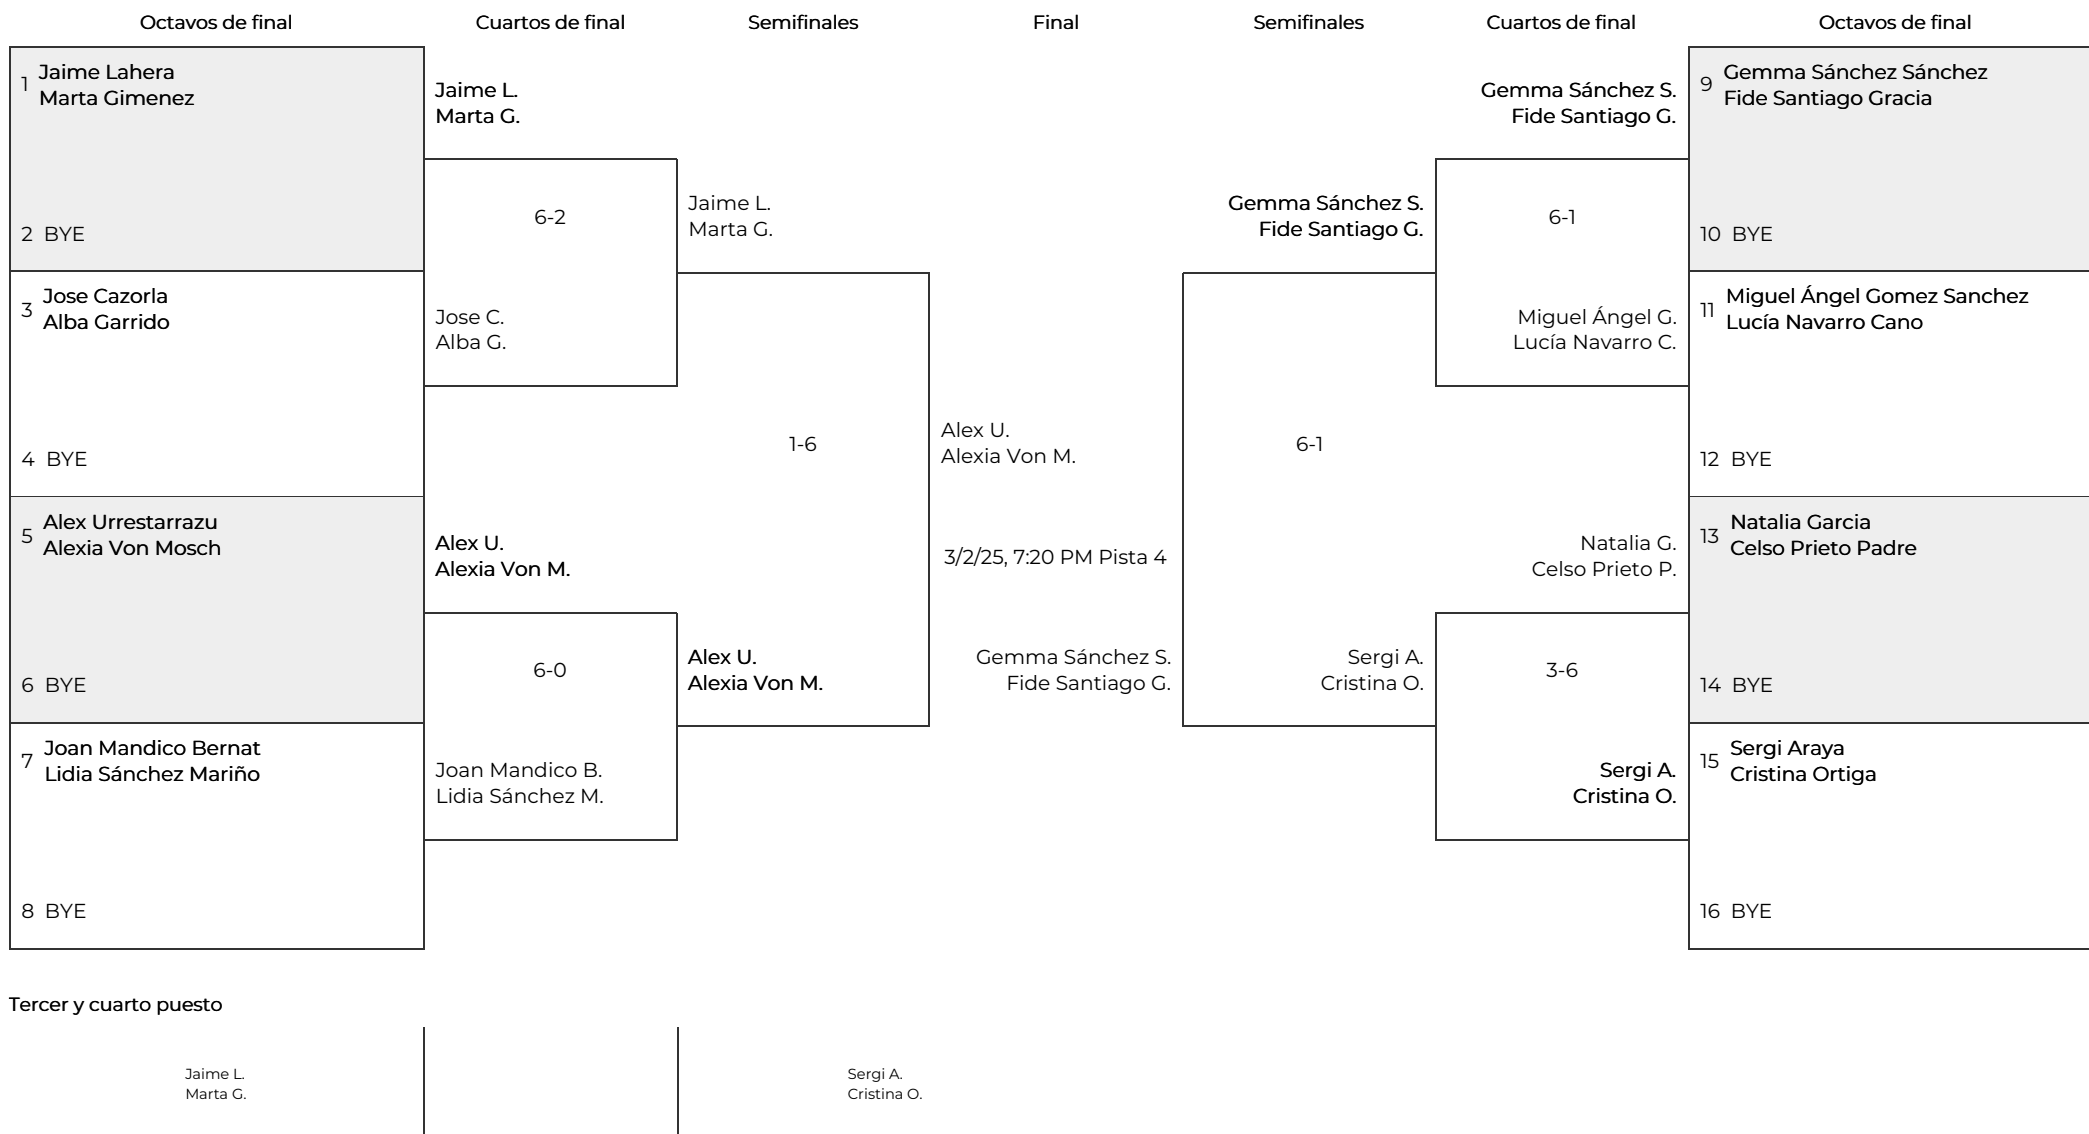 Octavos de final
Cuartos de final
Semifinales
Final
Semifinales
Cuartos de final
Octavos de final
1 Jaime Lahera
Marta Gimenez
2 BYE
3 Jose Cazorla
Alba Garrido
4 BYE
5 Alex Urrestarrazu
Alexia Von Mosch
6 BYE
7 Joan Mandico Bernat
Lidia Sánchez Mariño
8 BYE
Jaime L.
Marta G.
6-2
Jose C.
Alba G.
Alex U.
Alexia Von M.
6-0
Joan Mandico B.
Lidia Sánchez M.
Jaime L.
Marta G.
1-6
Alex U.
Alexia Von M.
Alex U.
Alexia Von M.
3/2/25, 7:20 PM Pista 4
Gemma Sánchez S.
Fide Santiago G.
Gemma Sánchez S.
Fide Santiago G.
6-1
Sergi A.
Cristina O.
Gemma Sánchez S.
Fide Santiago G.
6-1
Miguel Ángel G.
Lucía Navarro C.
Natalia G.
Celso Prieto P.
3-6
Sergi A.
Cristina O.
9 Gemma Sánchez Sánchez
Fide Santiago Gracia
10 BYE
11 Miguel Ángel Gomez Sanchez
Lucía Navarro Cano
12 BYE
13 Natalia Garcia
Celso Prieto Padre
14 BYE
15 Sergi Araya
Cristina Ortiga
16 BYE
Tercer y cuarto puesto
Jaime L.
Marta G.
Sergi A.
Cristina O.